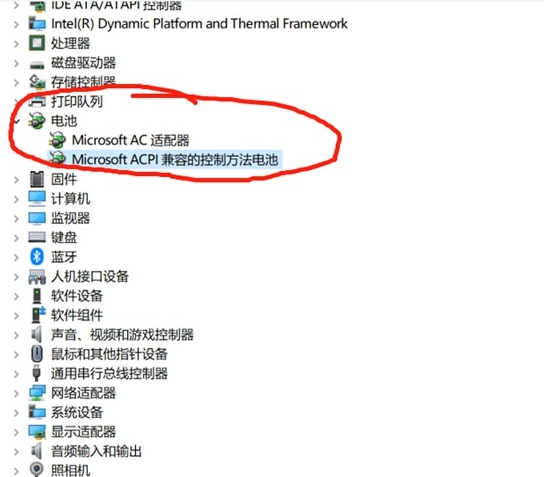 IDE ATA/ATAPI 控制器
Intel(R) Dynamic Platform and Thermal Framework
处理器
磁盘驱动器
存储控制器
打印队列
电池
Microsoft AC 适配器
Microsoft ACPI 兼容的控制方法电池
固件
计算机
监视器
键盘
蓝牙
人机接口设备
软件设备
软件组件
声音、视频和游戏控制器
鼠标和其他指针设备
通用串行总线控制器
网络适配器
系统设备
显示适配器
音频输入和输出
照相机